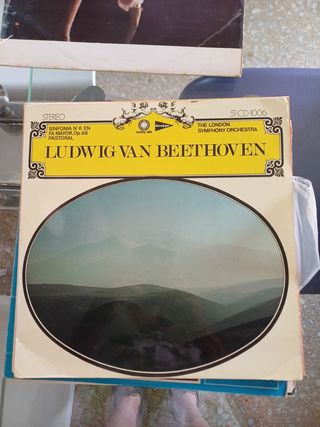 STEREO
51 CD 1006
SINFONIA Nº 6 EN
FA MAYOR, Op 68
PASTORAL
THE LONDON
SYMPHONY ORCHESTRA
LUDWIG VAN BEETHOVEN